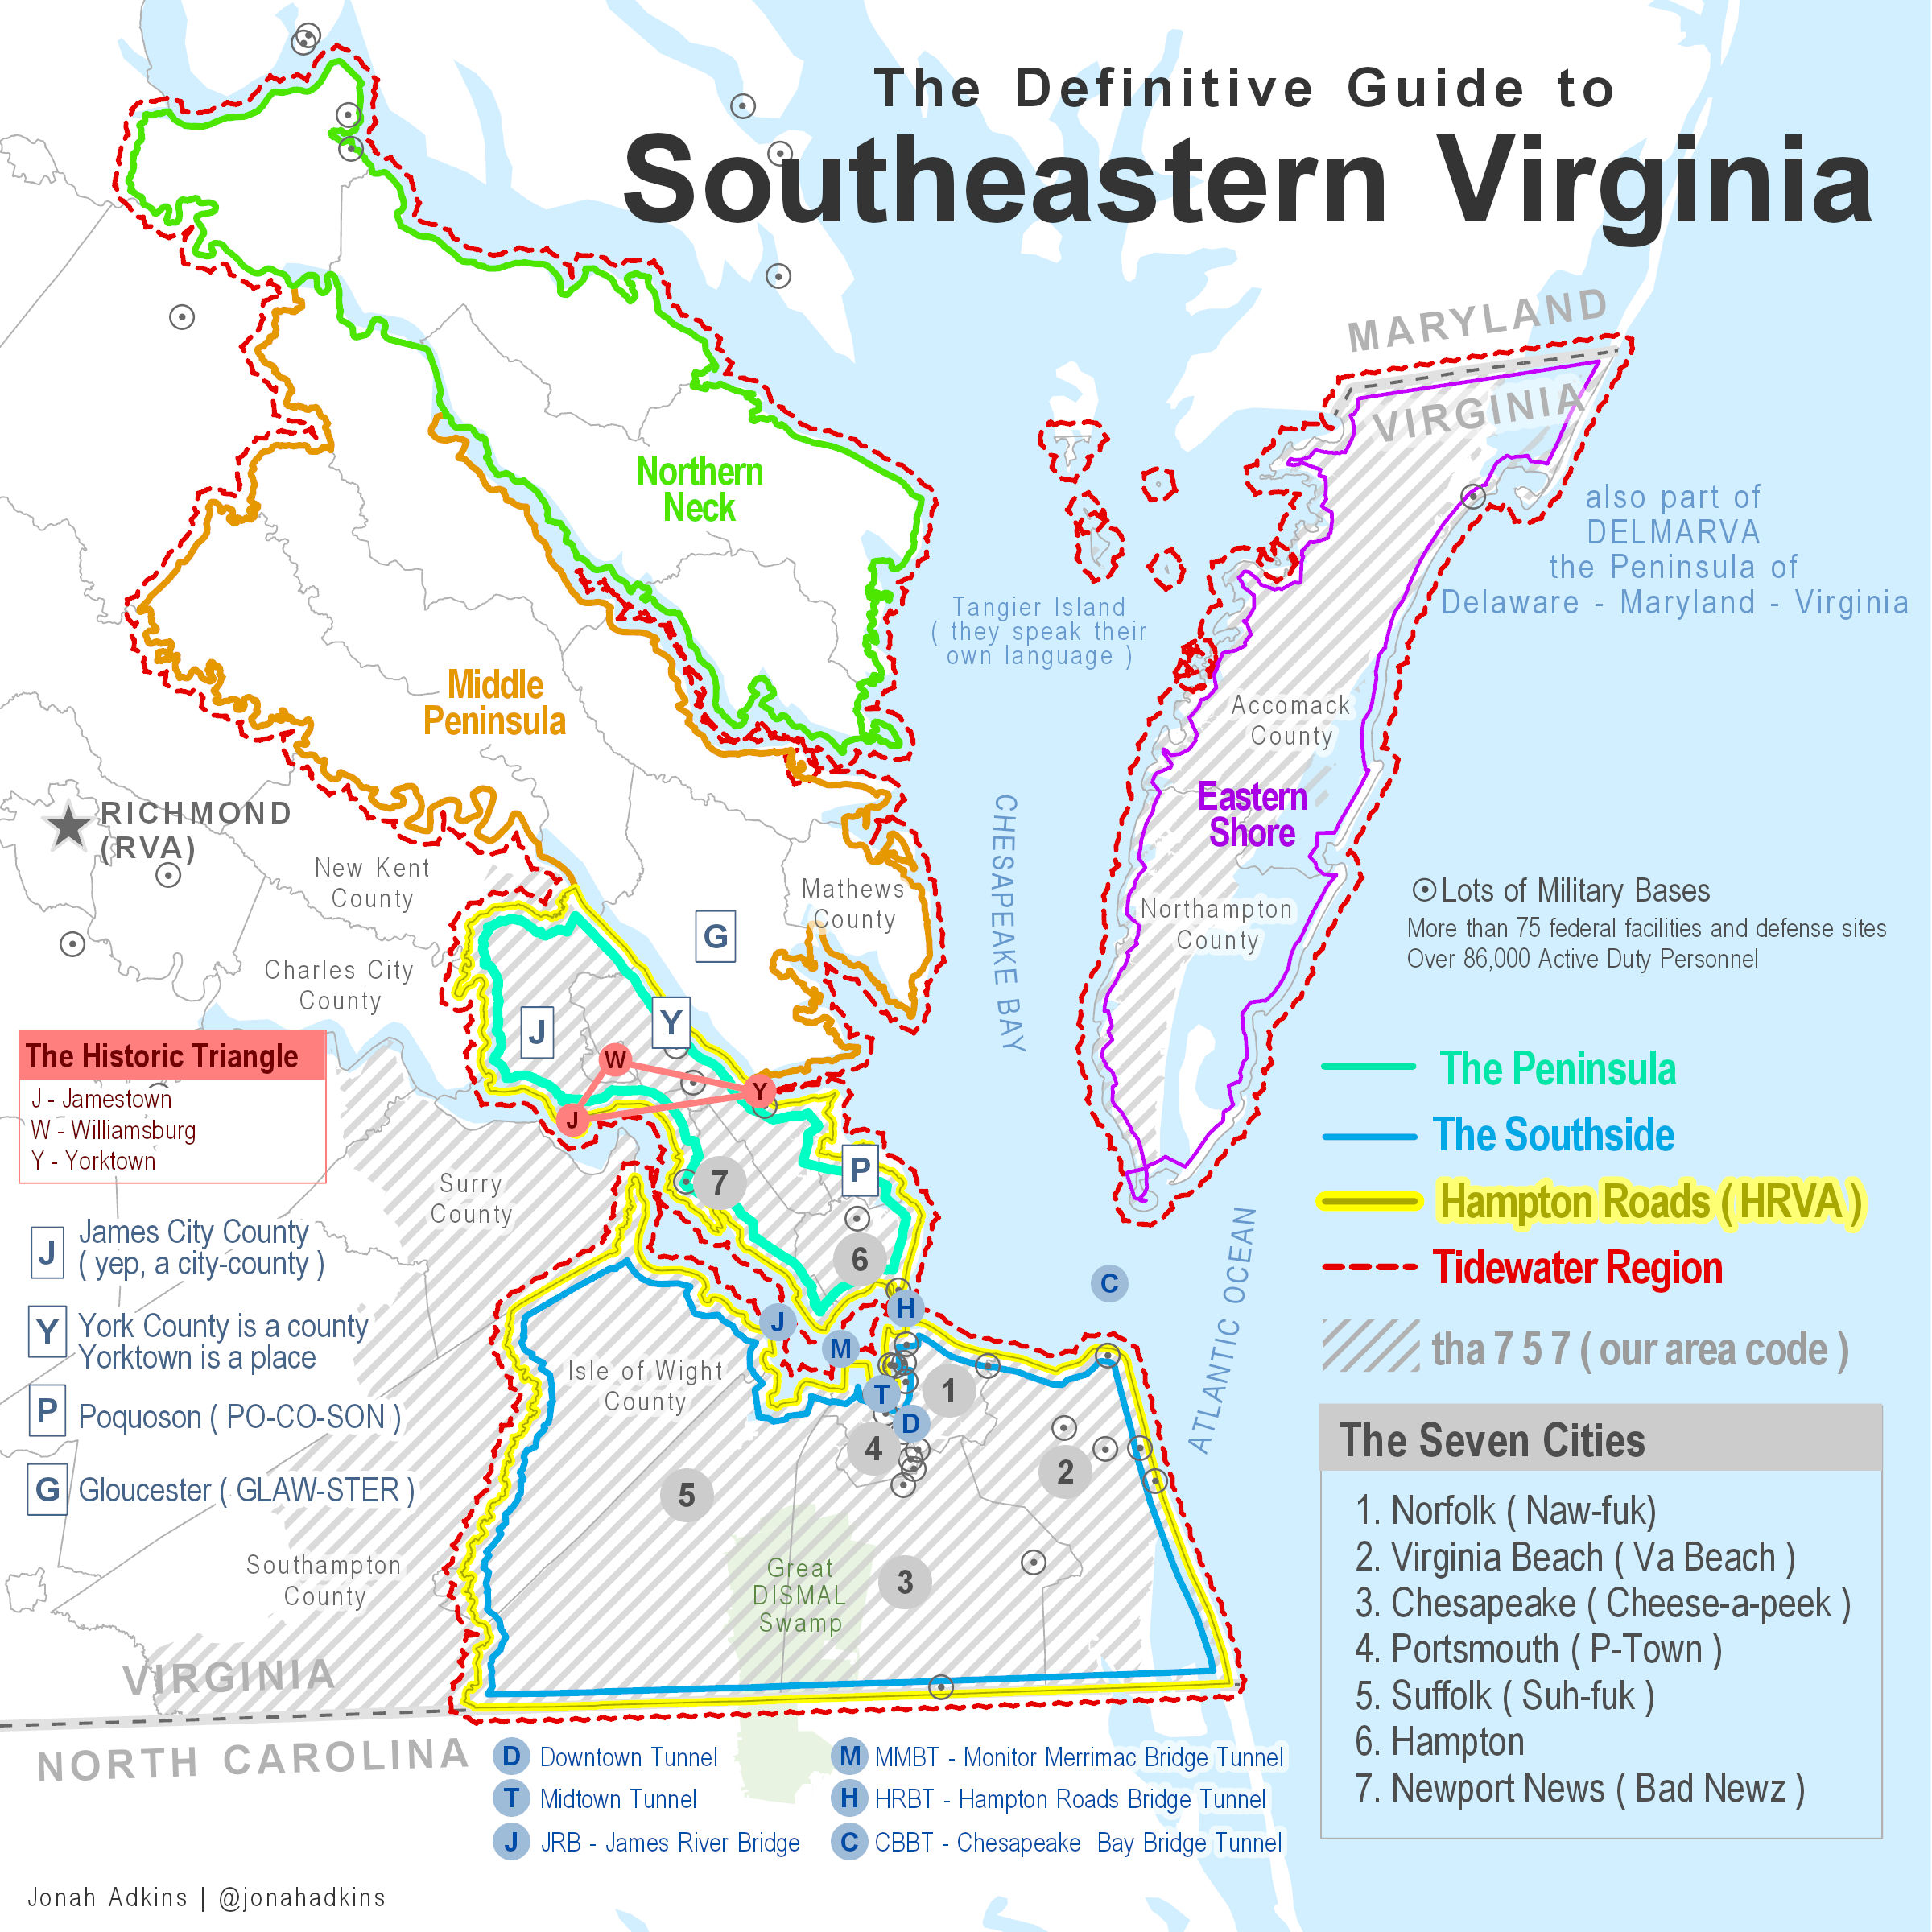 The Definitive Guide to
Southeastern Virginia
MARYLAND
VIRGINIA
also part of
DELMARVA
the Peninsula of
Delaware - Maryland - Virginia
Northern
Neck
Tangier Island
( they speak their
own language )
Middle
Peninsula
Accomack
County
Eastern
Shore
RICHMOND
(RVA)
New Kent
County
Mathews
County
G
CHESAPEAKE BAY
Northampton
County
Lots of Military Bases
More than 75 federal facilities and defense sites
Over 86,000 Active Duty Personnel
Charles City
County
J
Y
W
Y
J
The Historic Triangle
J - Jamestown
W - Williamsburg
Y - Yorktown
P
7
6
Surry
County
The Peninsula
The Southside
Hampton Roads ( HRVA )
Tidewater Region
tha 7 5 7 ( our area code )
J
James City County
( yep, a city-county )
Y
York County is a county
Yorktown is a place
P
Poquoson ( PO-CO-SON )
G
Gloucester ( GLAW-STER )
C
ATLANTIC OCEAN
H
J
M
T
D
1
4
2
5
3
Isle of Wight
County
Great
DISMAL
Swamp
Southampton
County
VIRGINIA
NORTH CAROLINA
The Seven Cities
1. Norfolk ( Naw-fuk)
2. Virginia Beach ( Va Beach )
3. Chesapeake ( Cheese-a-peek )
4. Portsmouth ( P-Town )
5. Suffolk ( Suh-fuk )
6. Hampton
7. Newport News ( Bad Newz )
D Downtown Tunnel
T Midtown Tunnel
J JRB - James River Bridge
M MMBT - Monitor Merrimac Bridge Tunnel
H HRBT - Hampton Roads Bridge Tunnel
C CBBT - Chesapeake Bay Bridge Tunnel
Jonah Adkins | @jonahadkins